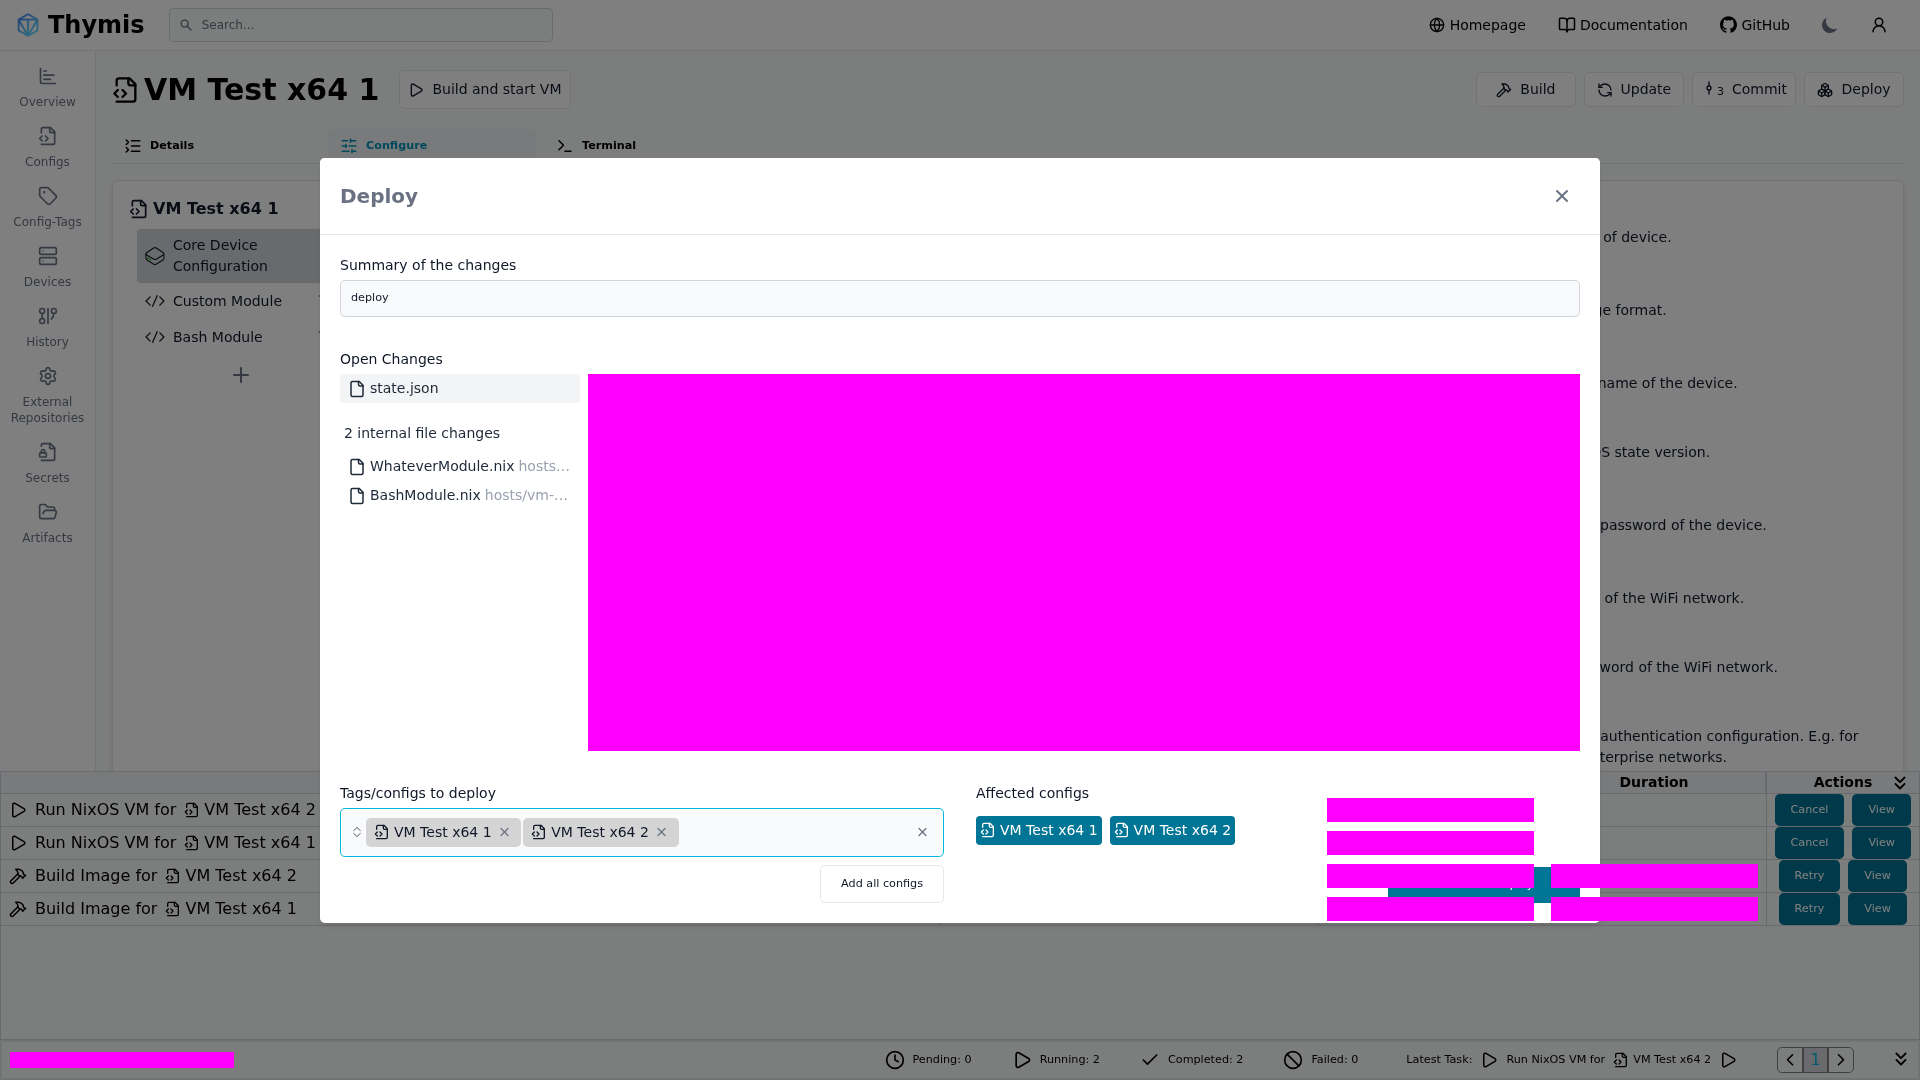 Thymis
Search...
Homepage
Documentation
GitHub
VM Test x64 1
Build and start VM
Build
Update
3 Commit
Deploy
Overview
Configs
Config-Tags
Devices
History
External
Repositories
Secrets
Artifacts
Details
Configure
Terminal
VM Test x64 1
Core Device
Configuration
Custom Module
Bash Module
Deploy
Summary of the changes
deploy
Open Changes
state.json
2 internal file changes
WhateverModule.nix hosts...
BashModule.nix hosts/vm-...
Tags/configs to deploy
VM Test x64 1
VM Test x64 2
Add all configs
Affected configs
VM Test x64 1
VM Test x64 2
of device.
format.
name of the device.
S state version.
password of the device.
of the WiFi network.
word of the WiFi network.
authentication configuration. E.g. for
terprise networks.
Duration
Actions
Run NixOS VM for VM Test x64 2
Cancel
View
Run NixOS VM for VM Test x64 1
Cancel
View
Build Image for VM Test x64 2
Retry
View
Build Image for VM Test x64 1
Retry
View
Pending: 0
Running: 2
Completed: 2
Failed: 0
Latest Task:
Run NixOS VM for VM Test x64 2
1